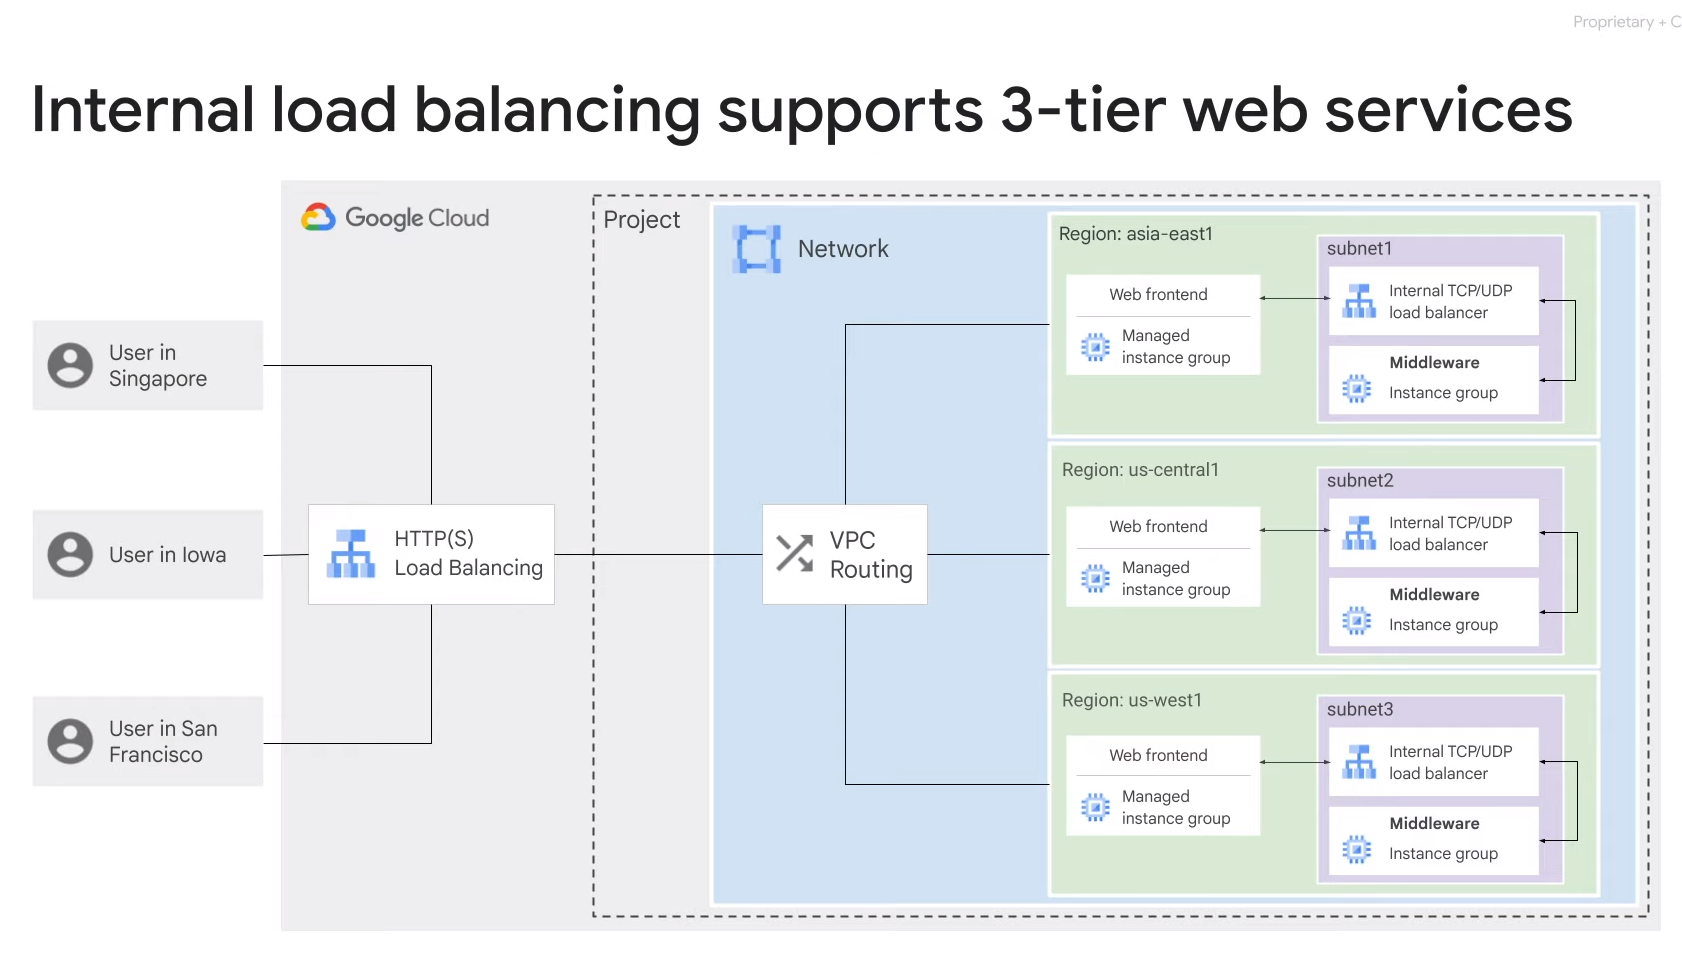 Proprietary + C
Internal load balancing supports 3-tier web services
Google Cloud
Project
Network
User in
Singapore
User in Iowa
User in San
Francisco
HTTP(S)
Load Balancing
VPC
Routing
Region: asia-east1
Web frontend
Managed
instance group
subnet1
Internal TCP/UDP
load balancer
Middleware
Instance group
Region: us-central1
Web frontend
Managed
instance group
subnet2
Internal TCP/UDP
load balancer
Middleware
Instance group
Region: us-west1
Web frontend
Managed
instance group
subnet3
Internal TCP/UDP
load balancer
Middleware
Instance group